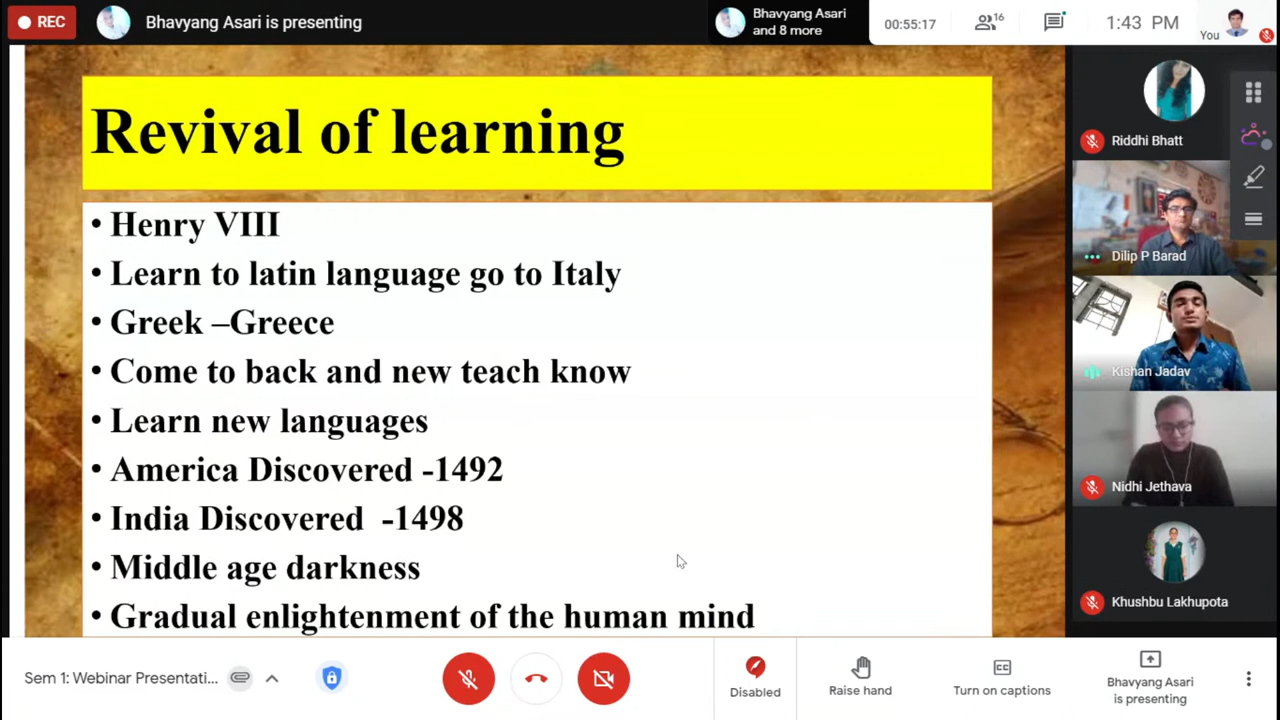 REC
Bhavyang Asari is presenting
Bhavyang Asari
and 8 more
00:55:17
16
1:43 PM
You
Revival of learning
• Henry VIII
• Learn to latin language go to Italy
• Greek –Greece
• Come to back and new teach know
• Learn new languages
• America Discovered -1492
• India Discovered -1498
• Middle age darkness
• Gradual enlightenment of the human mind
Riddhi Bhatt
Dilip P Barad
Kishan Jadav
Nidhi Jethava
Khushbu Lakhupota
Sem 1: Webinar Presentati...
Disabled
Raise hand
CC
Turn on captions
Bhavyang Asari
is presenting